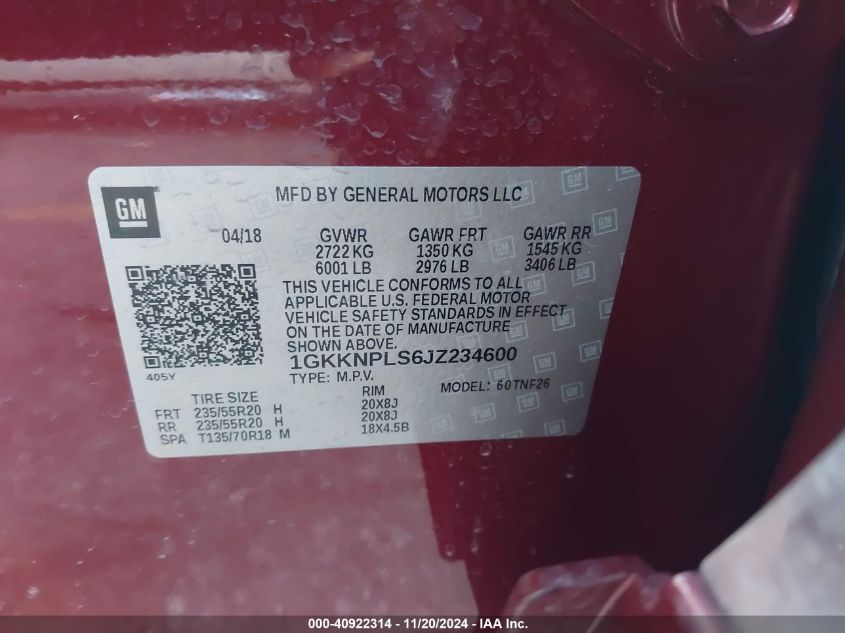 GM
MFD BY GENERAL MOTORS LLC
04/18 GVWR GAWR FRT GAWR RR
2722 KG 1350 KG 1545 KG
6001 LB 2976 LB 3406 LB
THIS VEHICLE CONFORMS TO ALL
APPLICABLE U.S. FEDERAL MOTOR
VEHICLE SAFETY STANDARDS IN EFFECT
ON THE DATE OF MANUFACTURE
SHOWN ABOVE.
405Y
1GKKNPLS6JZ234600
TYPE: M.P.V. MODEL: 60TNF26
TIRE SIZE RIM
FRT 235/55R20 H 20X8J
RR 235/55R20 H 20X8J
SPA T135/70R18 M 18X4.5B
000-40922314 - 11/20/2024 - IAA Inc.